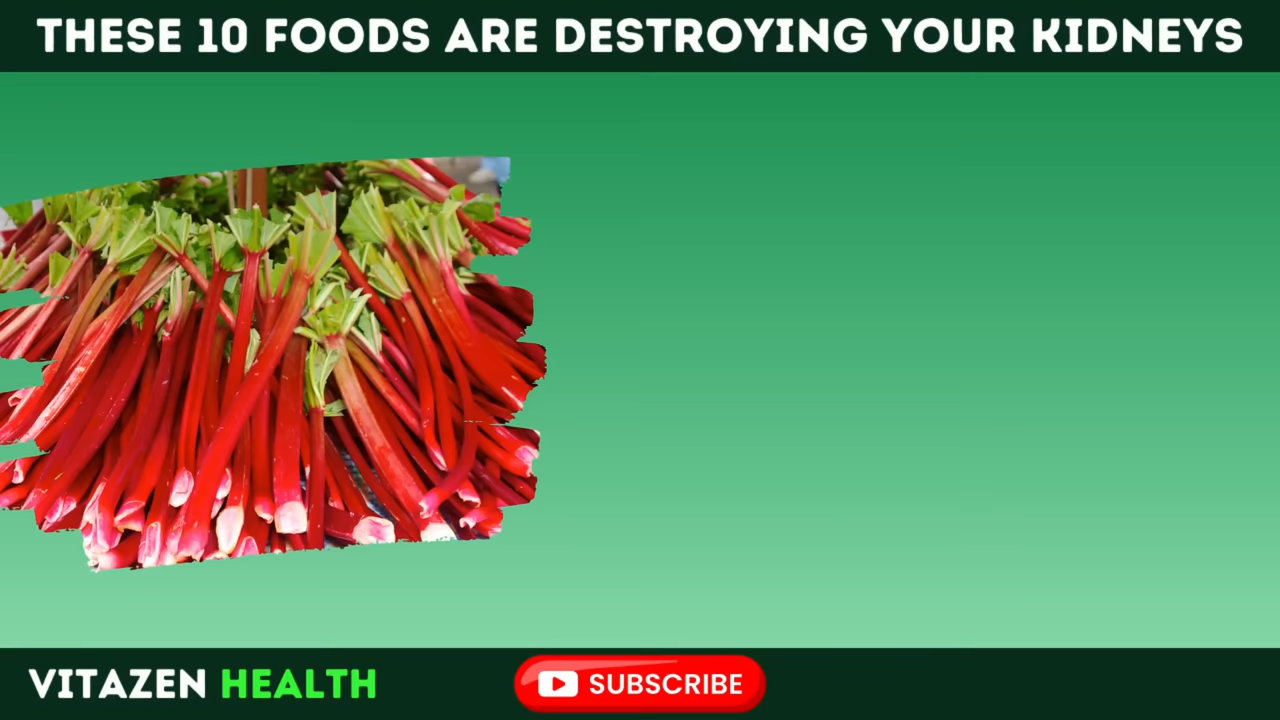 THESE 10 FOODS ARE DESTROYING YOUR KIDNEYS
VITAZEN HEALTH
SUBSCRIBE